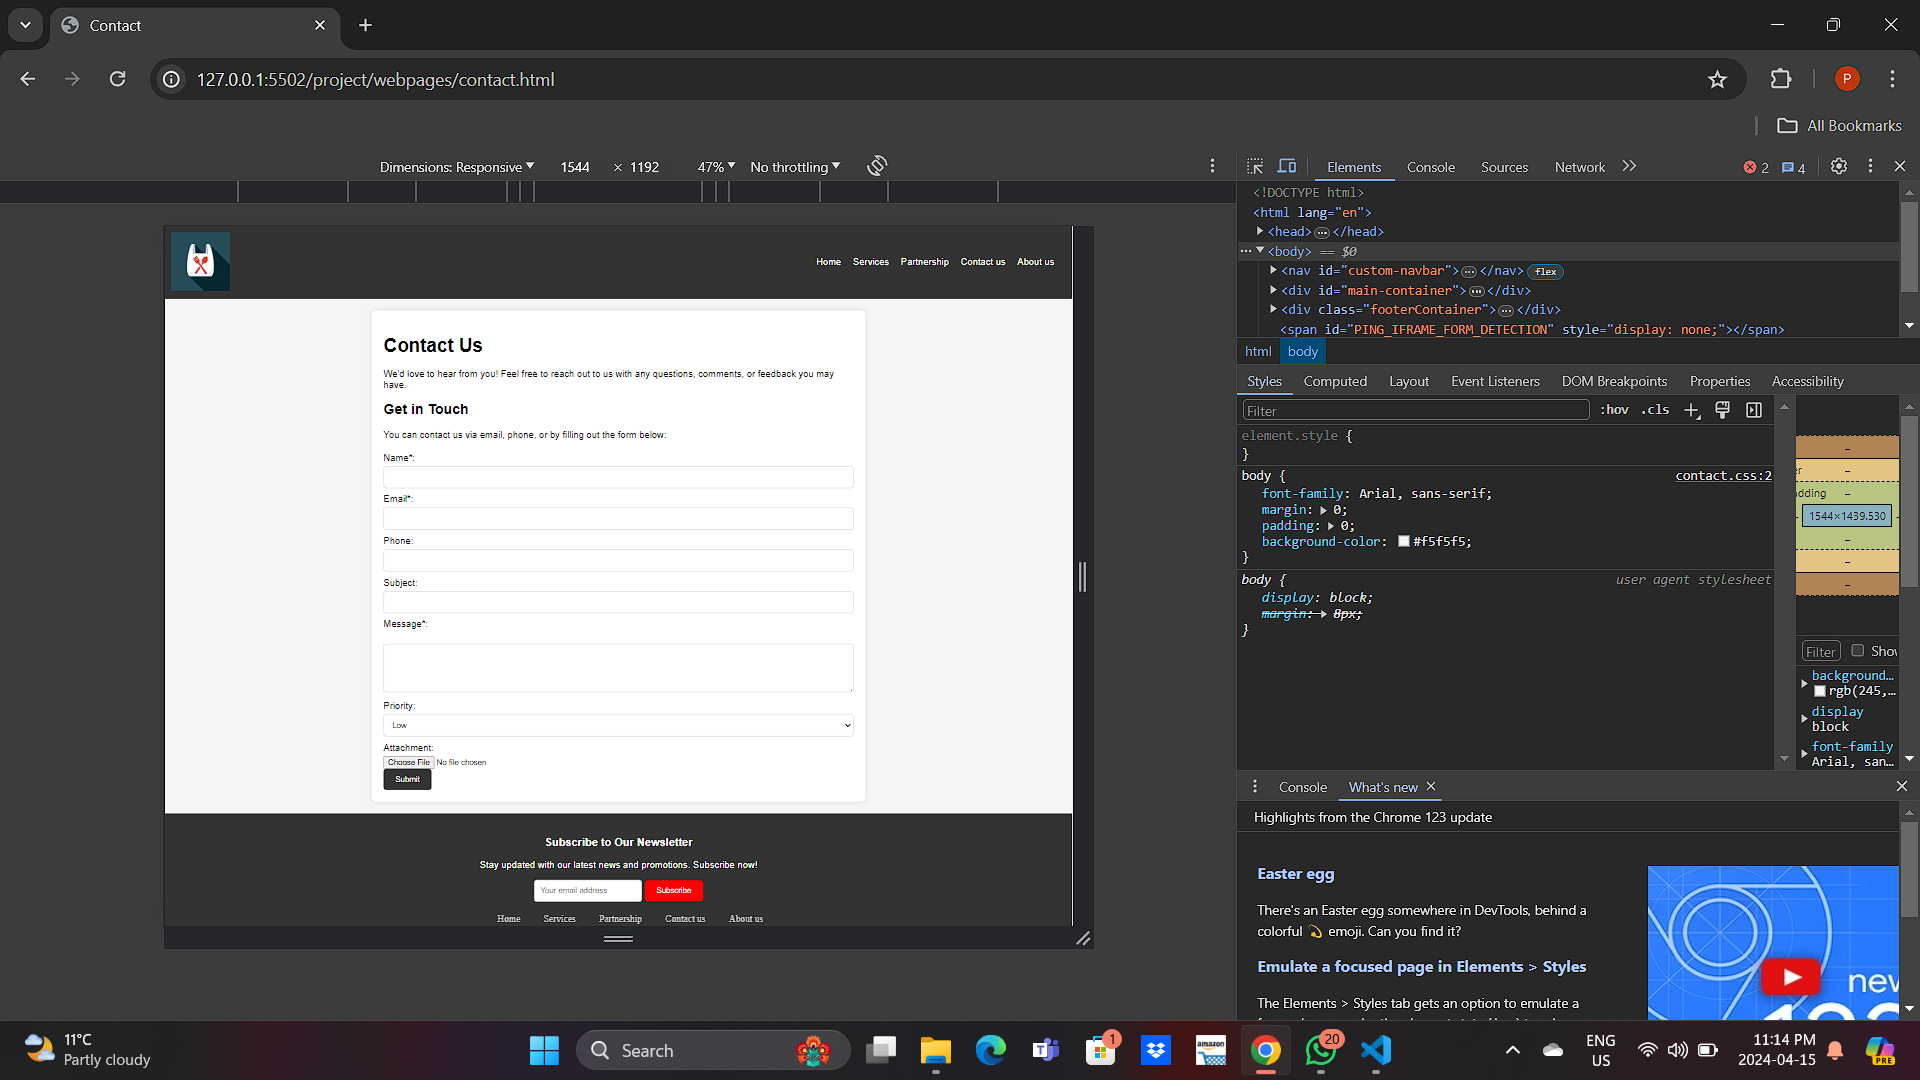 Contact
127.0.0.1:5502/project/webpages/contact.html
P
All Bookmarks
Dimensions: Responsive 1544 × 1192 47% No throttling
Home Services Partnership Contact us About us
Contact Us
We'd love to hear from you! Feel free to reach out to us with any questions, comments, or feedback you may
have.
Get in Touch
You can contact us via email, phone, or by filling out the form below:
Name*:
Email*:
Phone:
Subject:
Message*:
Priority:
Low
Attachment:
Choose File No file chosen
Submit
Subscribe to Our Newsletter
Stay updated with our latest news and promotions. Subscribe now!
Your email address Subscribe
Home Services Partnership Contact us About us
Elements Console Sources Network 2 4
<!DOCTYPE html>
<html lang="en">
<head> … </head>
… <body> == $0
<nav id="custom-navbar"> … </nav> flex
<div id="main-container"> … </div>
<div class="footerContainer"> … </div>
<span id="PING_IFRAME_FORM_DETECTION" style="display: none;"></span>
html body
Styles Computed Layout Event Listeners DOM Breakpoints Properties Accessibility
Filter :hov .cls
element.style {
}
body { contact.css:2
font-family: Arial, sans-serif;
margin: 0;
padding: 0;
background-color: #f5f5f5;
}
body { user agent stylesheet
display: block;
margin: 8px;
}
–
er –
adding –
1544×1439.530
–
–
–
Filter Show
background…
rgb(245,…
display
block
font-family
Arial, san…
Console What's new
Highlights from the Chrome 123 update
Easter egg
There's an Easter egg somewhere in DevTools, behind a
colorful 💫 emoji. Can you find it?
Emulate a focused page in Elements > Styles
The Elements > Styles tab gets an option to emulate a
new
11°C
Partly cloudy
Search
1
amazon
20
ENG
US
11:14 PM
2024-04-15
PRE